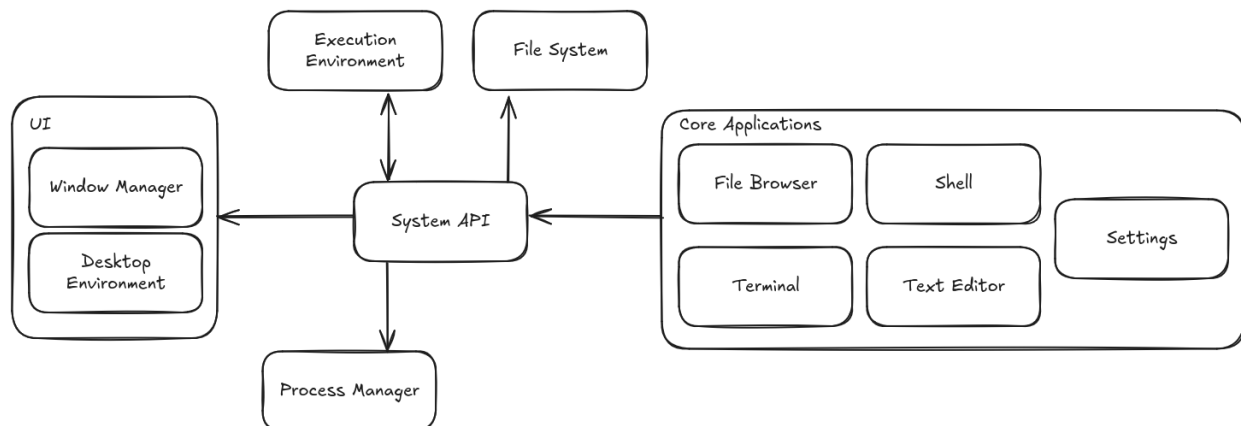 Execution
Environment
File System
UI
Window Manager
Desktop
Environment
System API
Process Manager
Core Applications
File Browser
Shell
Settings
Terminal
Text Editor